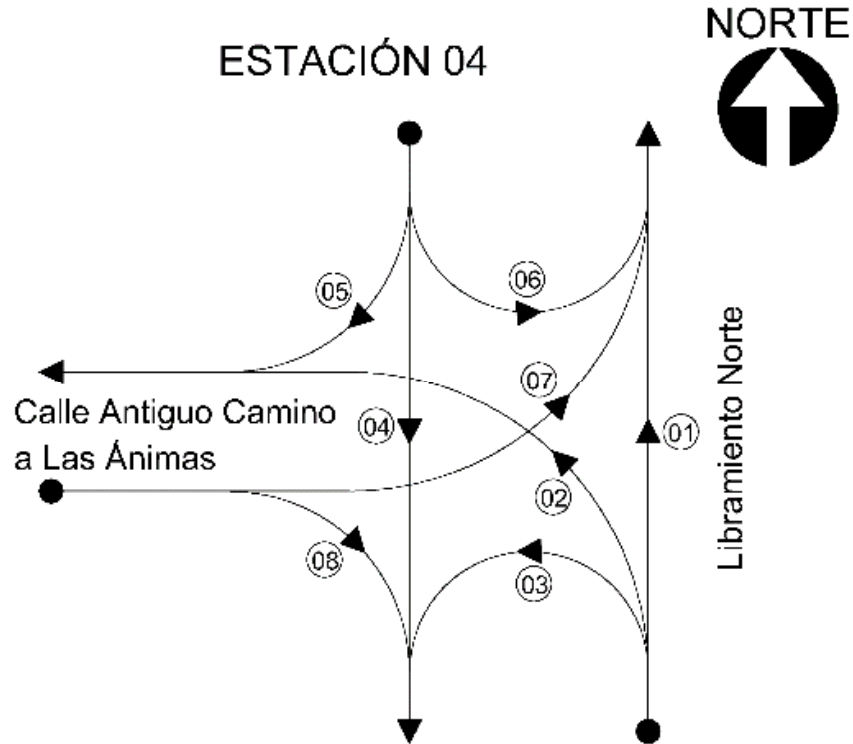 NORTE
ESTACIÓN 04
05
06
07
Calle Antiguo Camino
a Las Ánimas
04
01
02
08
03
Libramiento Norte